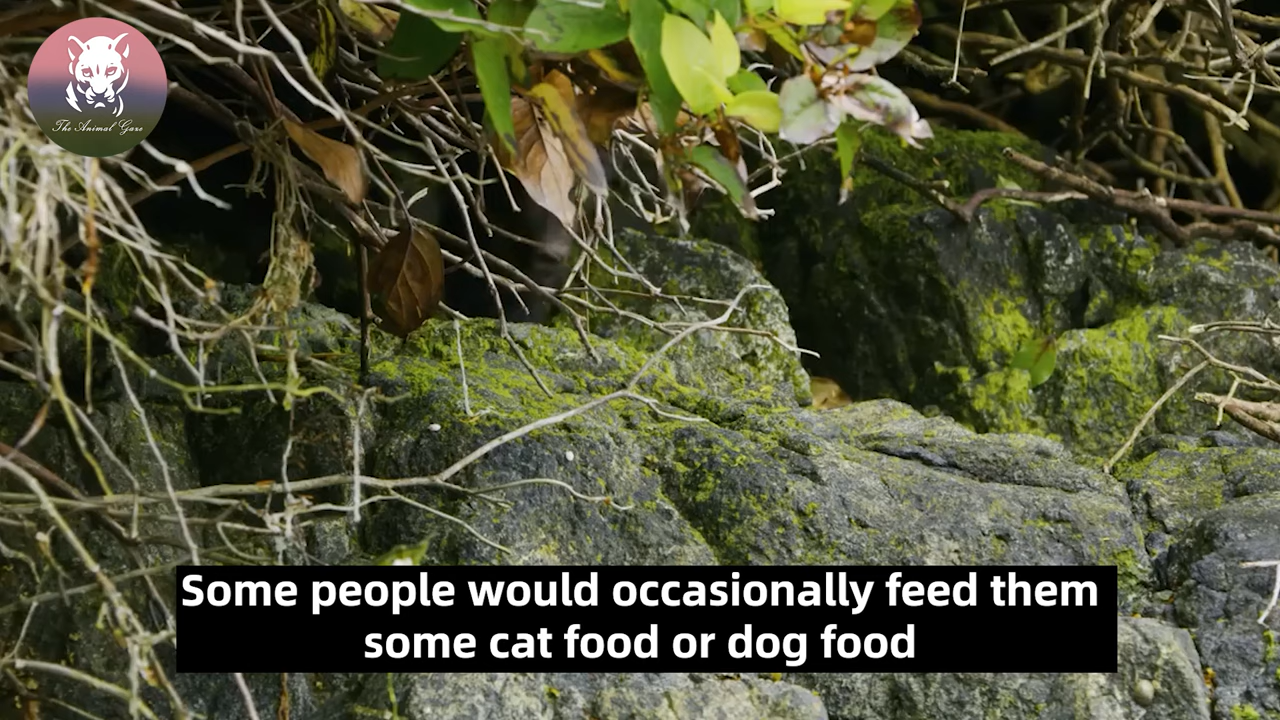 The Animal Gaze
Some people would occasionally feed them
some cat food or dog food